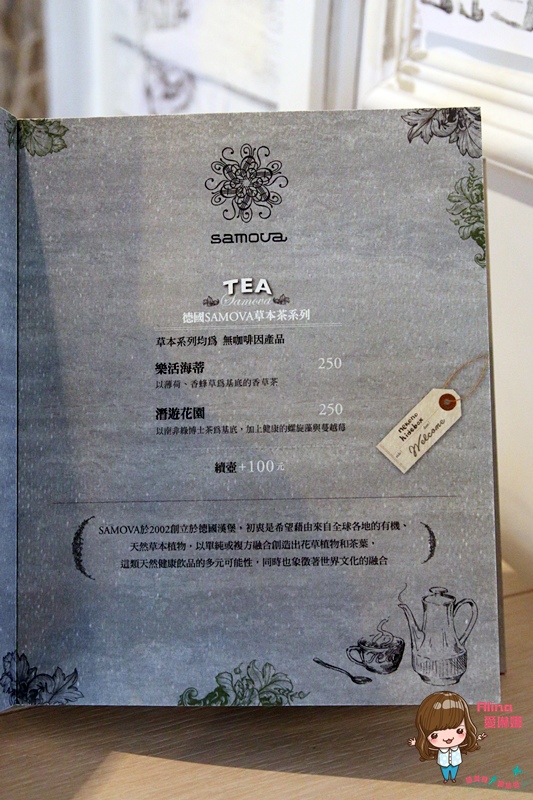 samova
TEA
Samova
德國SAMOVA草本茶系列
草本系列均為 無咖啡因產品
樂活海蒂 250
以薄荷、香蜂草為基底的香草茶
潛遊花園 250
以南非綠博士茶為基底，加上健康的螺旋藻與蔓越莓
續壺+100元
Welcome
SAMOVA於2002創立於德國漢堡，初衷是希望藉由來自全球各地的有機、
天然草本植物，以單純或複方融合創造出花草植物和茶葉、
這類天然健康飲品的多元可能性，同時也象徵著世界文化的融合
TEA
Alina
愛琳娜